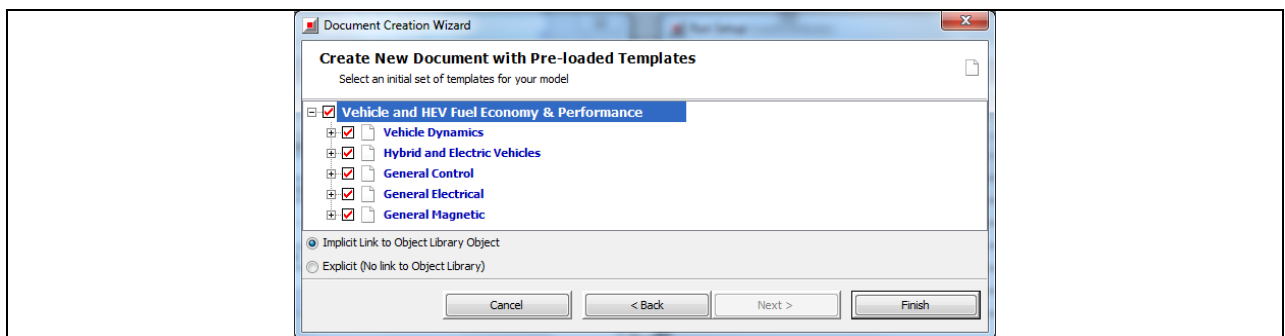 Document Creation Wizard
Create New Document with Pre-loaded Templates
Select an initial set of templates for your model
Vehicle and HEV Fuel Economy & Performance
Vehicle Dynamics
Hybrid and Electric Vehicles
General Control
General Electrical
General Magnetic
Implicit Link to Object Library Object
Explicit (No link to Object Library)
Cancel < Back Next > Finish